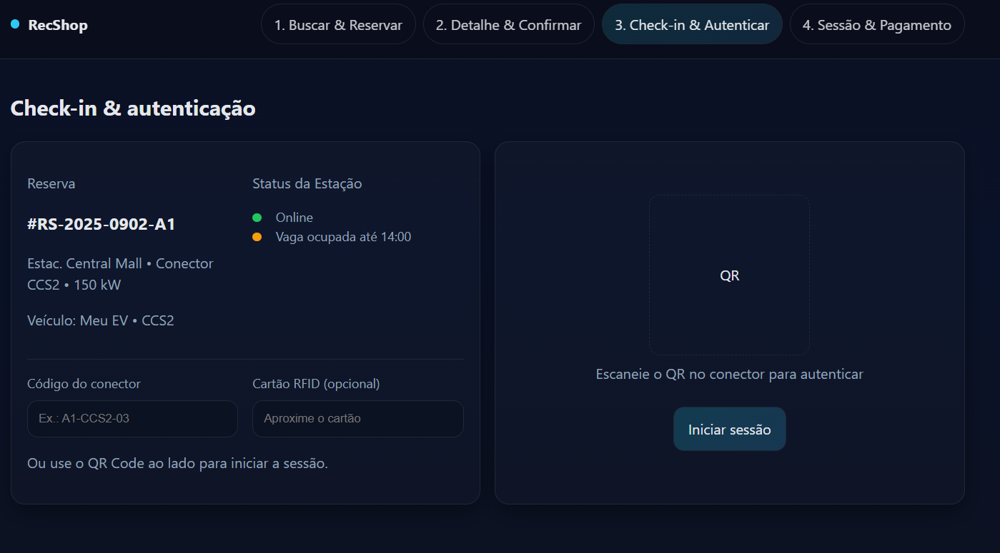 RecShop
1. Buscar & Reservar
2. Detalhe & Confirmar
3. Check-in & Autenticar
4. Sessão & Pagamento
Check-in & autenticação
Reserva
#RS-2025-0902-A1
Estac. Central Mall • Conector
CCS2 • 150 kW
Veículo: Meu EV • CCS2
Status da Estação
Online
Vaga ocupada até 14:00
Código do conector
Ex.: A1-CCS2-03
Cartão RFID (opcional)
Aproxime o cartão
Ou use o QR Code ao lado para iniciar a sessão.
QR
Escaneie o QR no conector para autenticar
Iniciar sessão